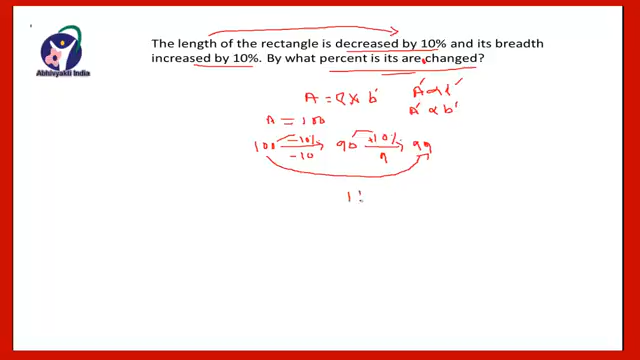 Abhivyakti India
The length of the rectangle is decreased by 10% and its breadth
increased by 10%. By what percent is its are changed?
A = l × b'
A' ∝ l'
A' ∝ b'
A = 100
100 -10% 90 +10% 99
-10 9
1%